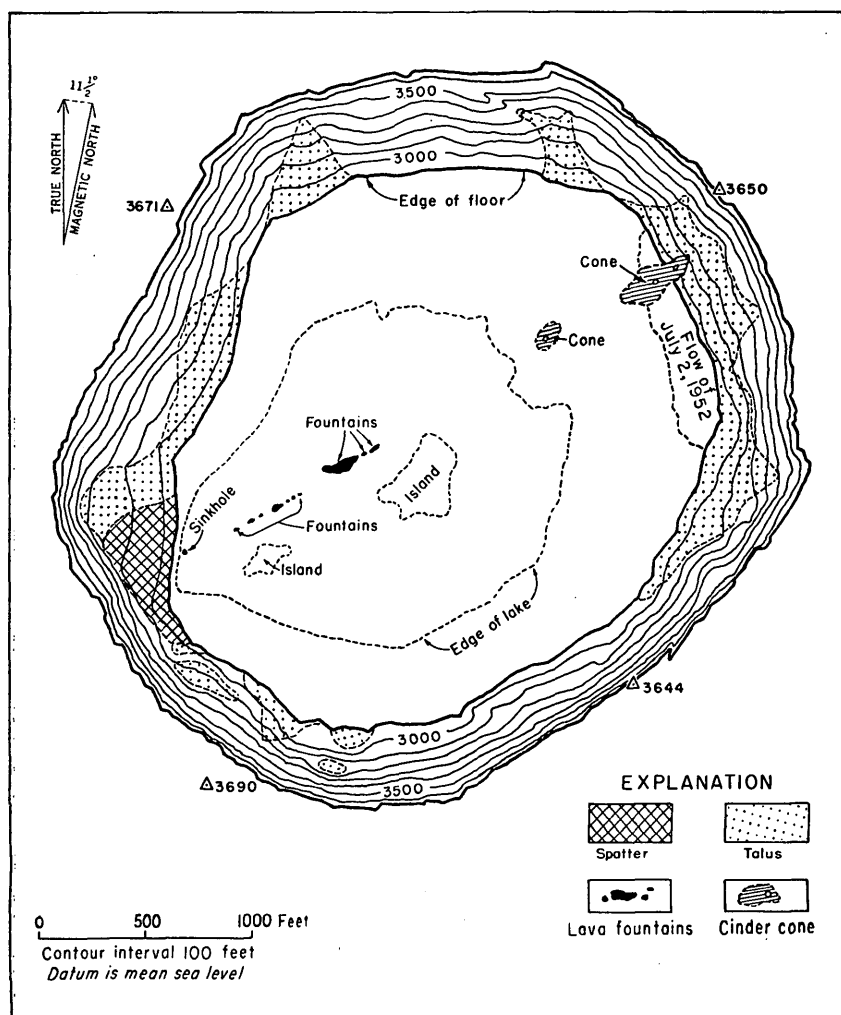 11½°
TRUE NORTH
MAGNETIC NORTH
3500
3000
3671
3650
Edge of floor
Cone
Cone
Flow of
July 2, 1952
Fountains
Island
Sinkhole
Fountains
Island
Edge of lake
3644
3000
3690
3500
EXPLANATION
Spatter
Talus
Lava fountains
Cinder cone
0 500 1000 Feet
Contour interval 100 feet
Datum is mean sea level